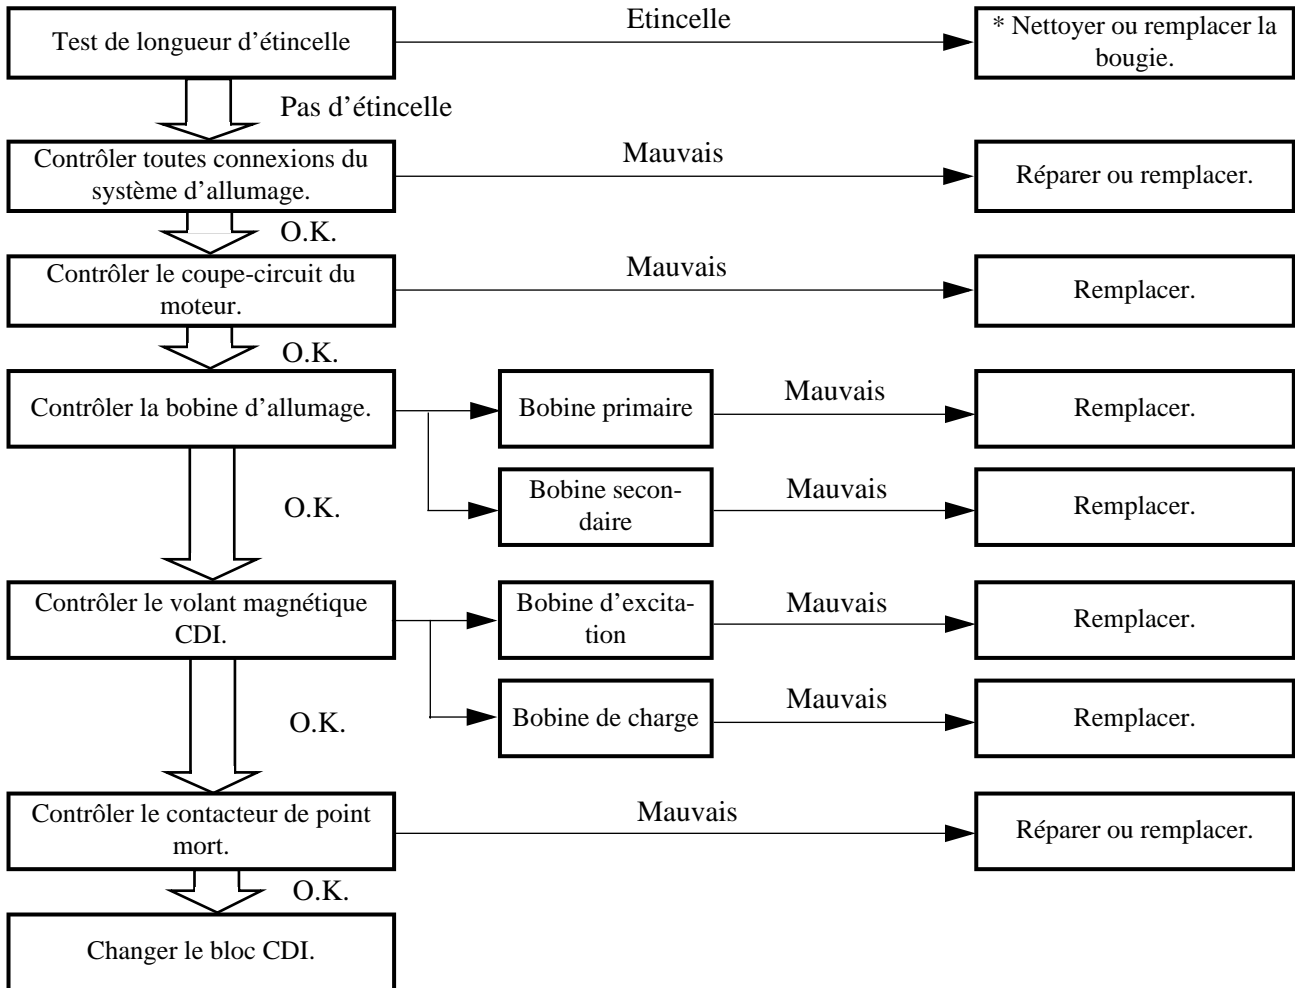 Test de longueur d’étincelle
Etincelle
* Nettoyer ou remplacer la
bougie.
Pas d’étincelle
Contrôler toutes connexions du
système d’allumage.
Mauvais
Réparer ou remplacer.
O.K.
Contrôler le coupe-circuit du
moteur.
Mauvais
Remplacer.
O.K.
Contrôler la bobine d’allumage.
Bobine primaire
Mauvais
Remplacer.
Bobine secon-
daire
Mauvais
Remplacer.
O.K.
Contrôler le volant magnétique
CDI.
Bobine d’excita-
tion
Mauvais
Remplacer.
Bobine de charge
Mauvais
Remplacer.
O.K.
Contrôler le contacteur de point
mort.
Mauvais
Réparer ou remplacer.
O.K.
Changer le bloc CDI.